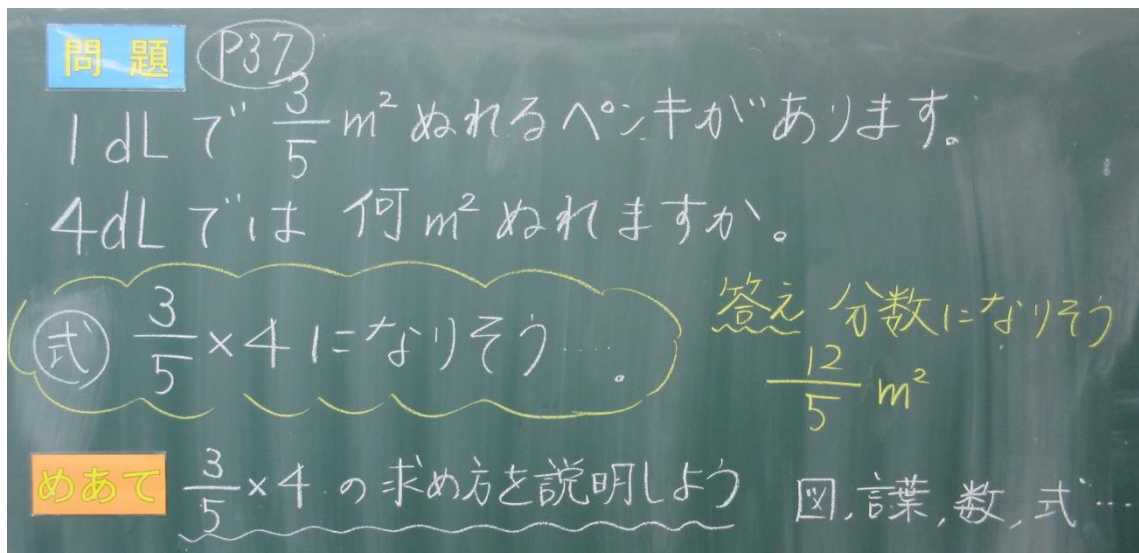 問題 P37
1dLで 3/5 m²ぬれるペンキがあります。
4dLでは 何m²ぬれますか。
式 3/5×4になりそう……。
答え 分数になりそう
12/5 m²
めあて 3/5×4の求め方を説明しよう
図,言葉,数,式…